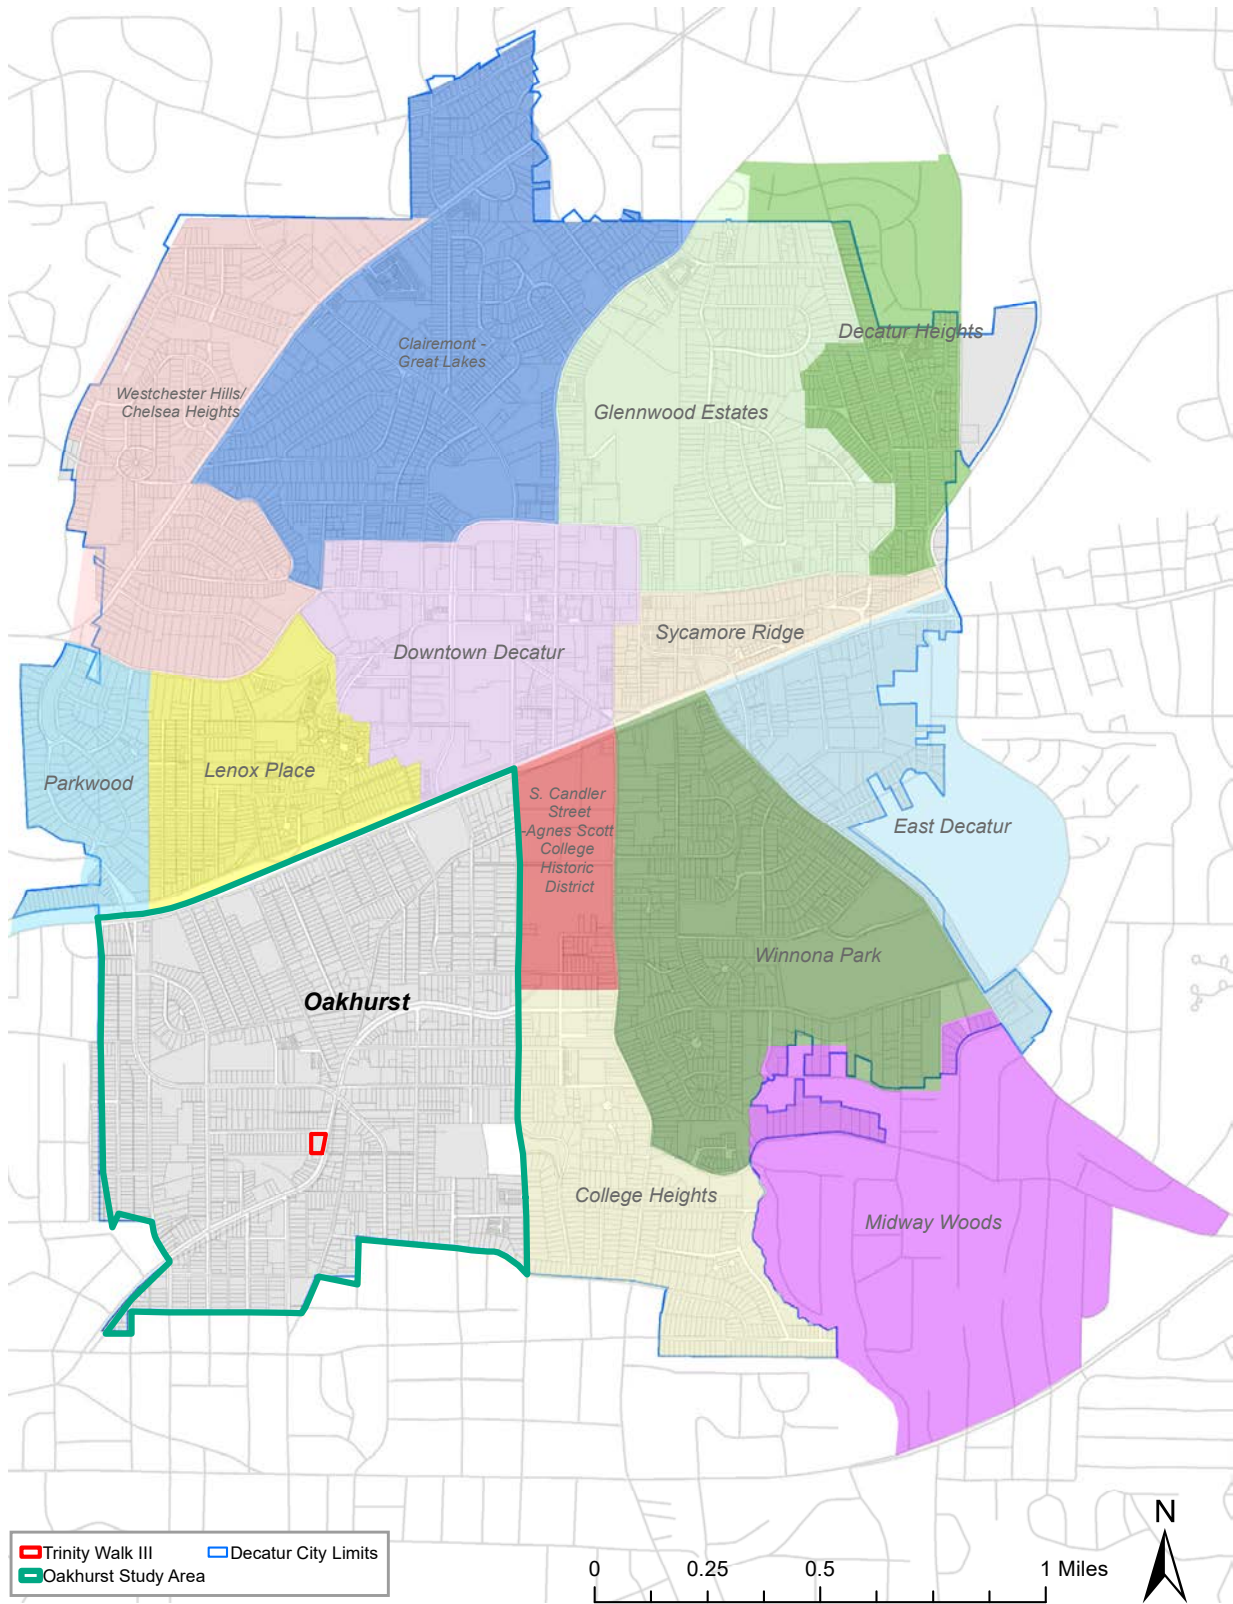 Clairemont -
Great Lakes
Decatur Heights
Westchester Hills/
Chelsea Heights
Glennwood Estates
Sycamore Ridge
Downtown Decatur
Lenox Place
Parkwood
S. Candler
Street
-Agnes Scott
College
Historic
District
East Decatur
Winnona Park
Oakhurst
College Heights
Midway Woods
N
Trinity Walk III
Decatur City Limits
Oakhurst Study Area
0 0.25 0.5 1 Miles